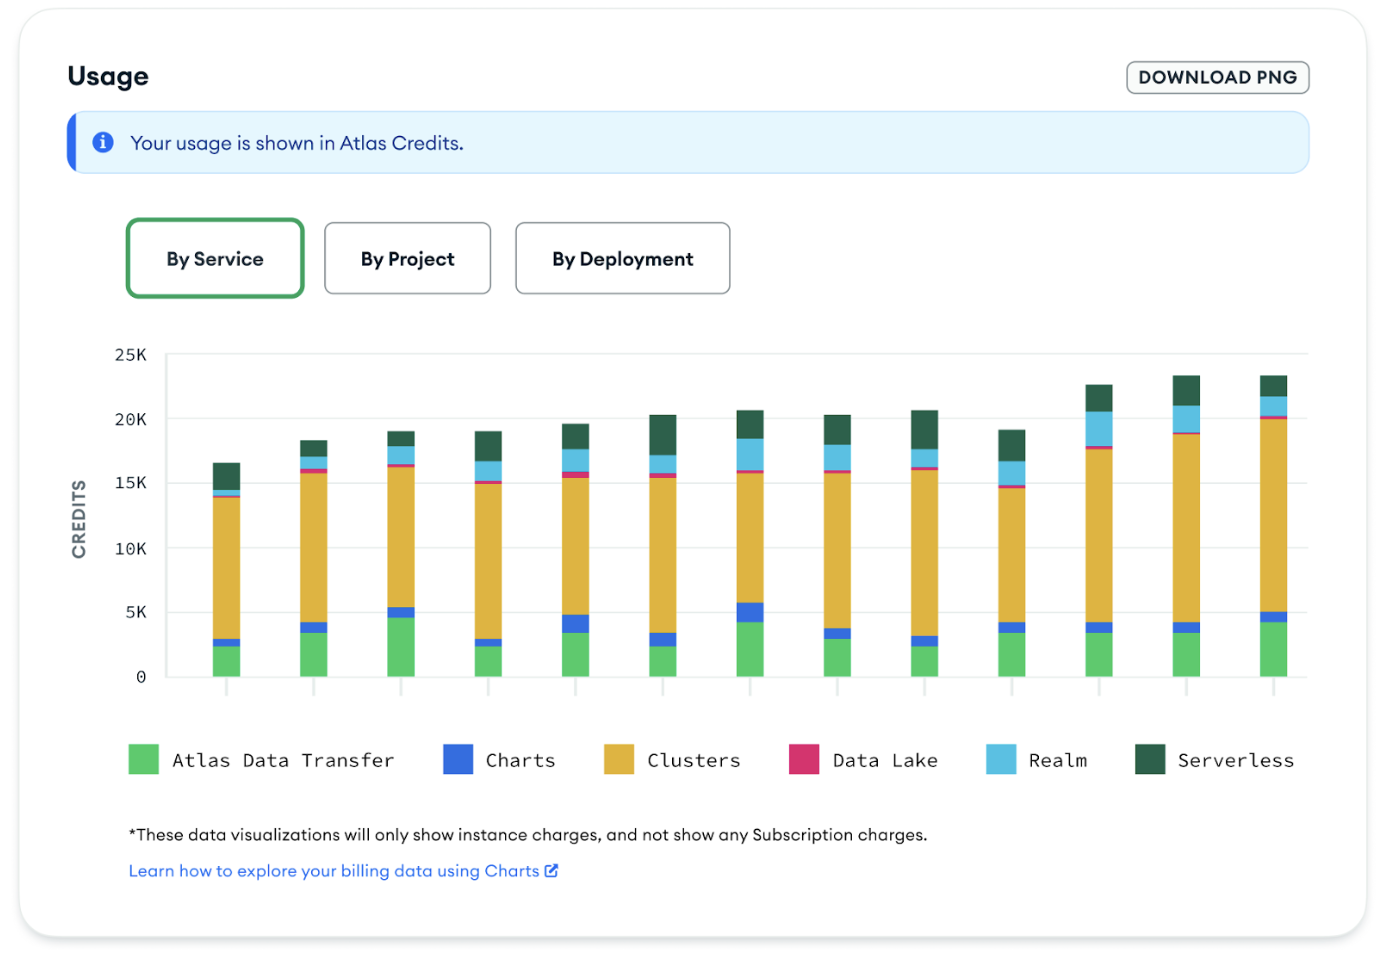 Usage
DOWNLOAD PNG
Your usage is shown in Atlas Credits.
By Service
By Project
By Deployment
25K
20K
15K
10K
5K
0
CREDITS
Atlas Data Transfer
Charts
Clusters
Data Lake
Realm
Serverless
*These data visualizations will only show instance charges, and not show any Subscription charges.
Learn how to explore your billing data using Charts